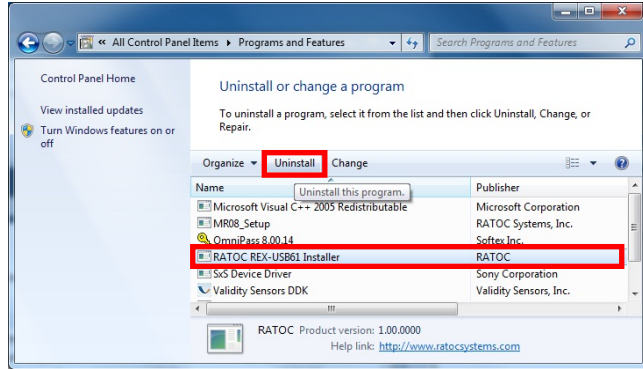 « All Control Panel Items ▸ Programs and Features
Search Programs and Features
Control Panel Home
View installed updates
Turn Windows features on or
off
Uninstall or change a program
To uninstall a program, select it from the list and then click Uninstall, Change, or
Repair.
Organize Uninstall Change
Name Publisher
Uninstall this program.
Microsoft Visual C++ 2005 Redistributable Microsoft Corporation
MR08_Setup RATOC Systems, Inc.
OmniPass 8.00.14 Softex Inc.
RATOC REX-USB61 Installer RATOC
SxS Device Driver Sony Corporation
Validity Sensors DDK Validity Sensors, Inc.
RATOC Product version: 1.00.0000
Help link: http://www.ratocsystems.com